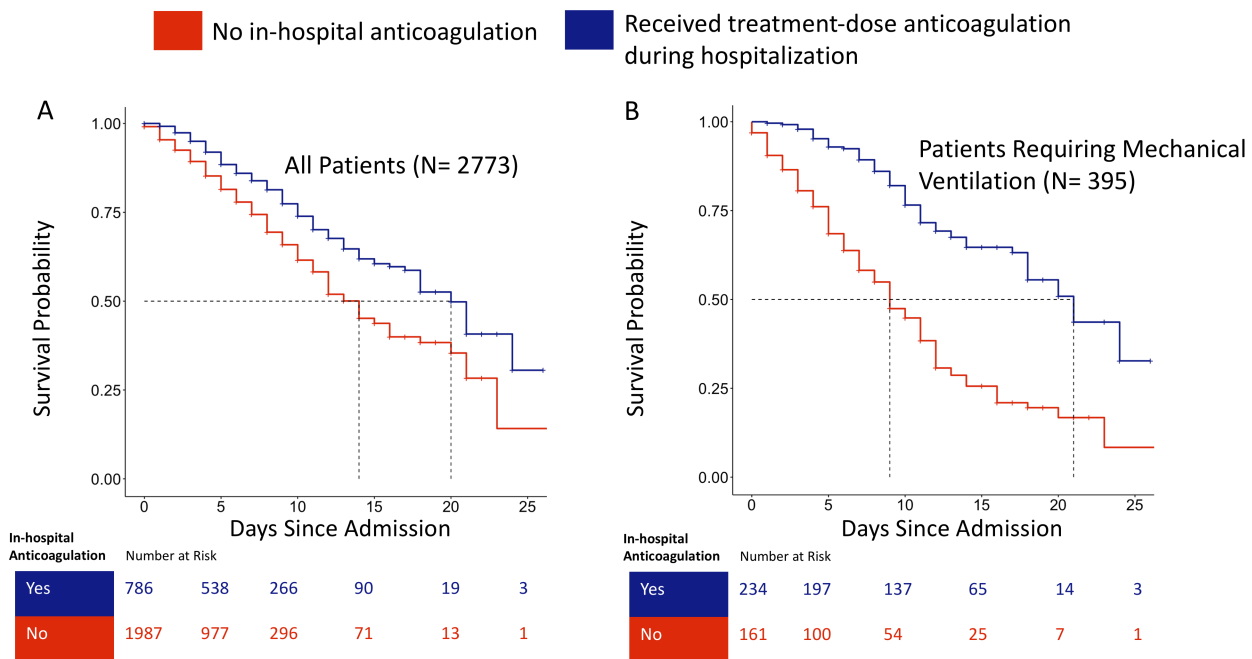 No in-hospital anticoagulation
Received treatment-dose anticoagulation
during hospitalization
A
All Patients (N= 2773)
Survival Probability
1.00
0.75
0.50
0.25
0.00
0 5 10 15 20 25
Days Since Admission
In-hospital
Anticoagulation
Number at Risk
Yes 786 538 266 90 19 3
No 1987 977 296 71 13 1
B
Patients Requiring Mechanical
Ventilation (N= 395)
Survival Probability
1.00
0.75
0.50
0.25
0.00
0 5 10 15 20 25
Days Since Admission
In-hospital
Anticoagulation
Number at Risk
Yes 234 197 137 65 14 3
No 161 100 54 25 7 1